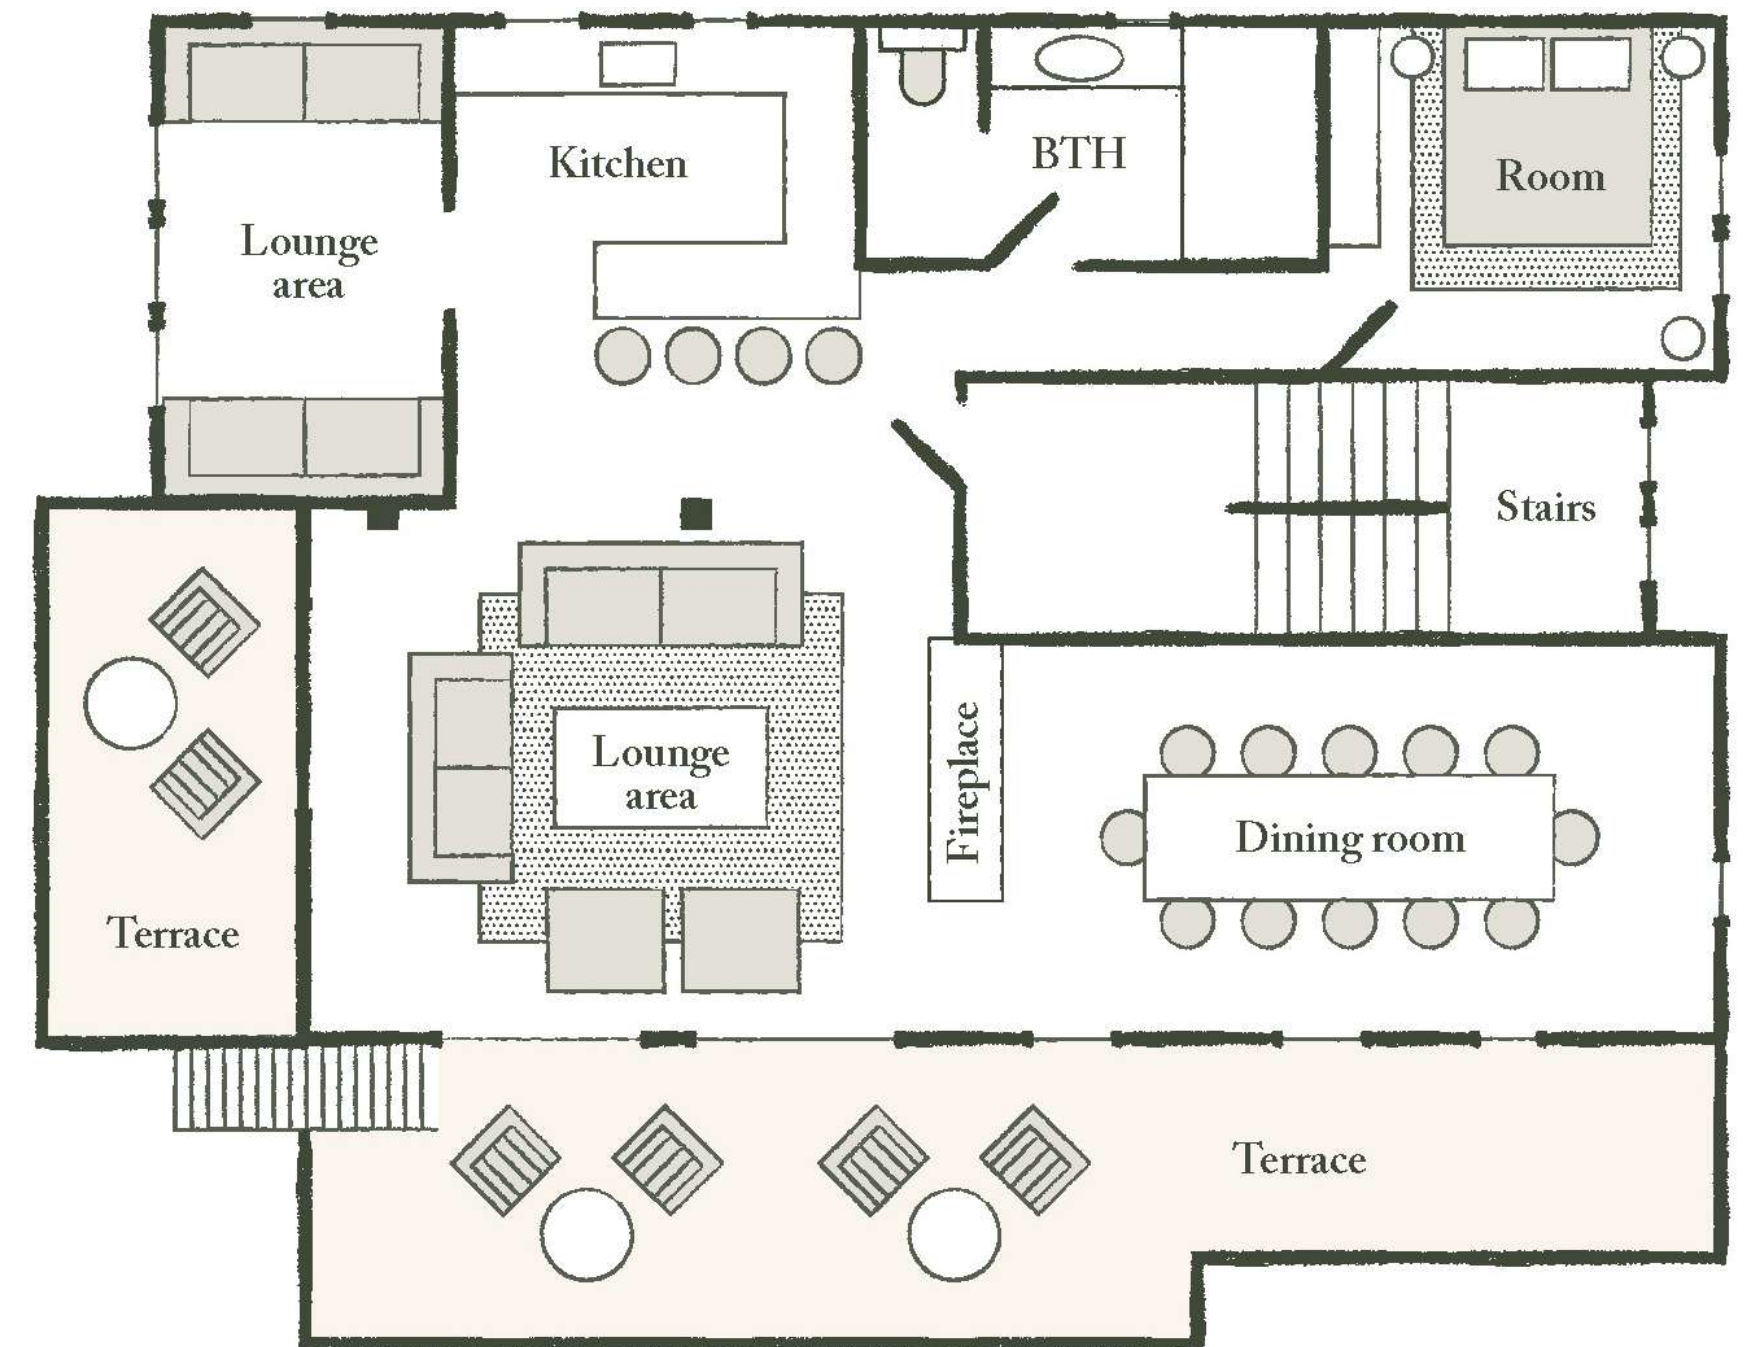 Kitchen
BTH
Room
Lounge
area
Stairs
Lounge
area
Fireplace
Dining room
Terrace
Terrace